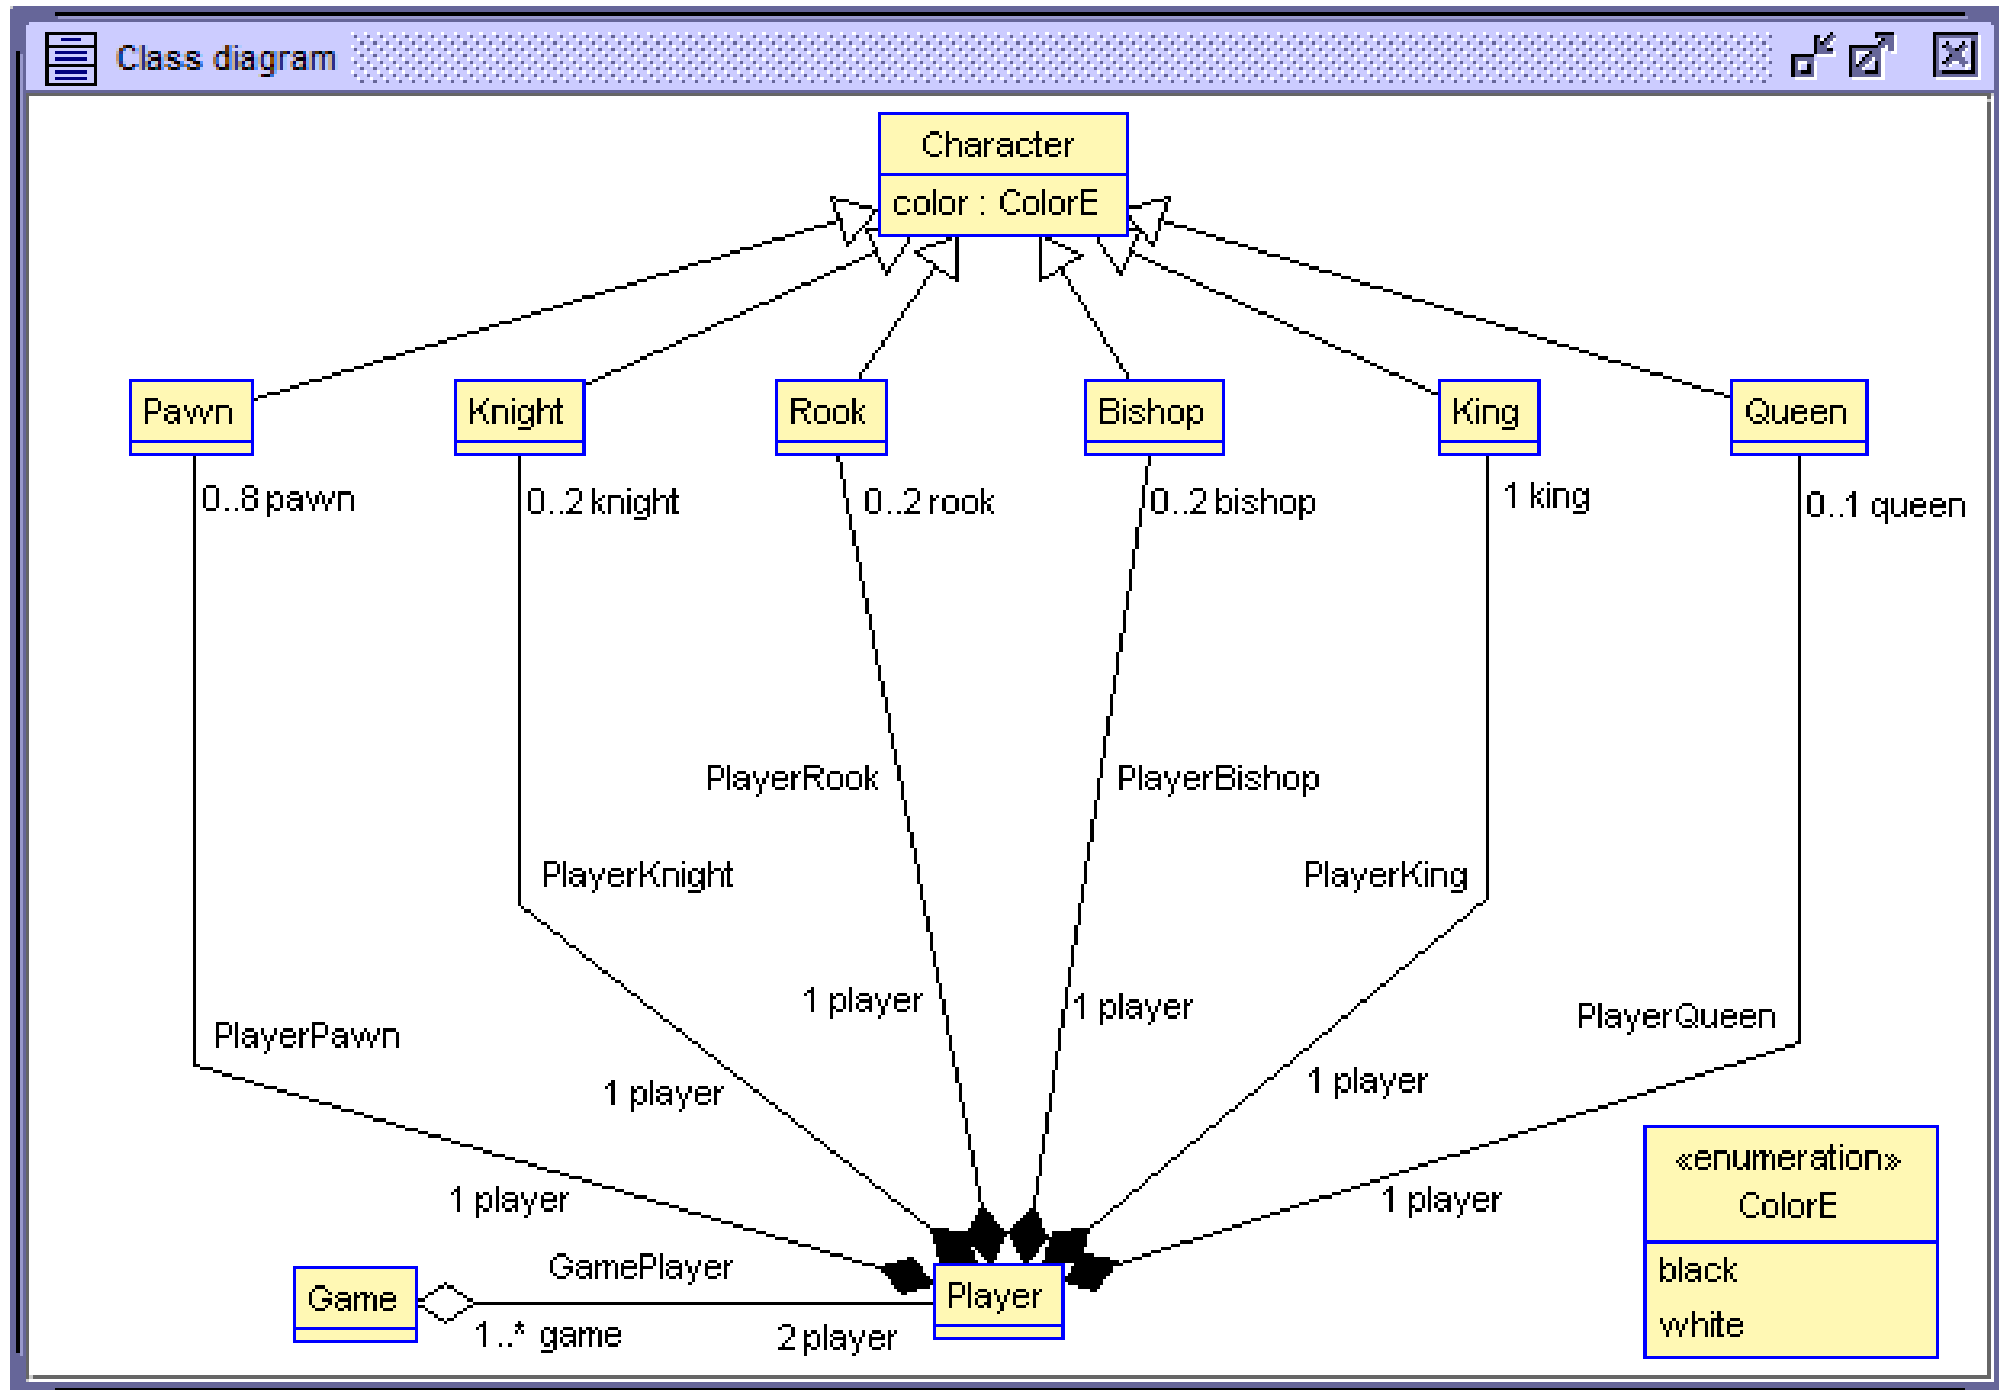 Class diagram
Character
color : ColorE
Pawn
Knight
Rook
Bishop
King
Queen
0..8 pawn
0..2 knight
0..2 rook
0..2 bishop
1 king
0..1 queen
PlayerRook
PlayerBishop
PlayerKnight
PlayerKing
1 player
1 player
PlayerPawn
PlayerQueen
1 player
1 player
1 player
1 player
«enumeration»
ColorE
black
white
GamePlayer
Game
Player
1..* game
2 player